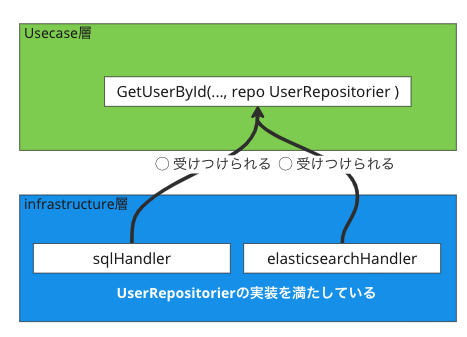 Usecase層
GetUserById(..., repo UserRepositorier )
◯ 受けつけられる ◯ 受けつけられる
infrastructure層
sqlHandler elasticsearchHandler
UserRepositorierの実装を満たしている